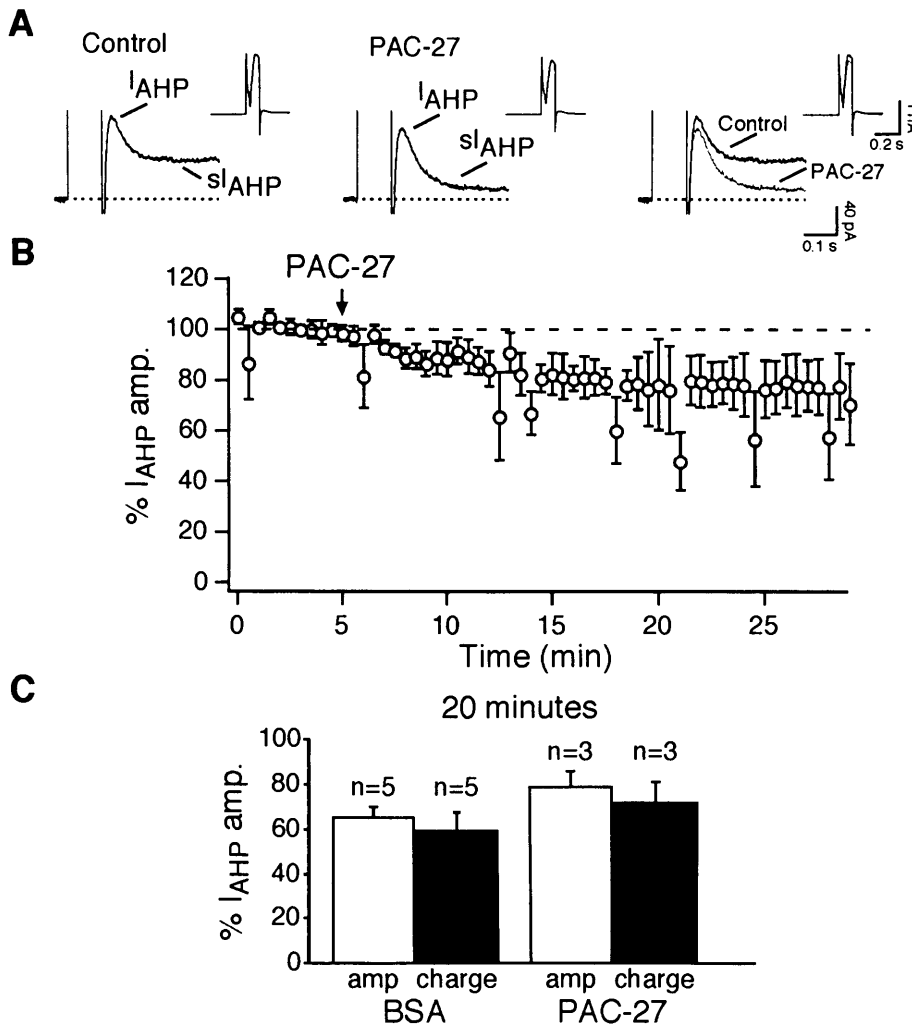 A
Control
IAHP
sIAHP
PAC-27
IAHP
sIAHP
Control
PAC-27
0.2 s
40 pA
0.1 s
B
PAC-27
120
100
80
60
40
20
0
% IAHP amp.
0 5 10 15 20 25
Time (min)
C
20 minutes
100
80
60
40
20
0
% IAHP amp.
n=5 n=5 n=3 n=3
amp charge amp charge
BSA PAC-27